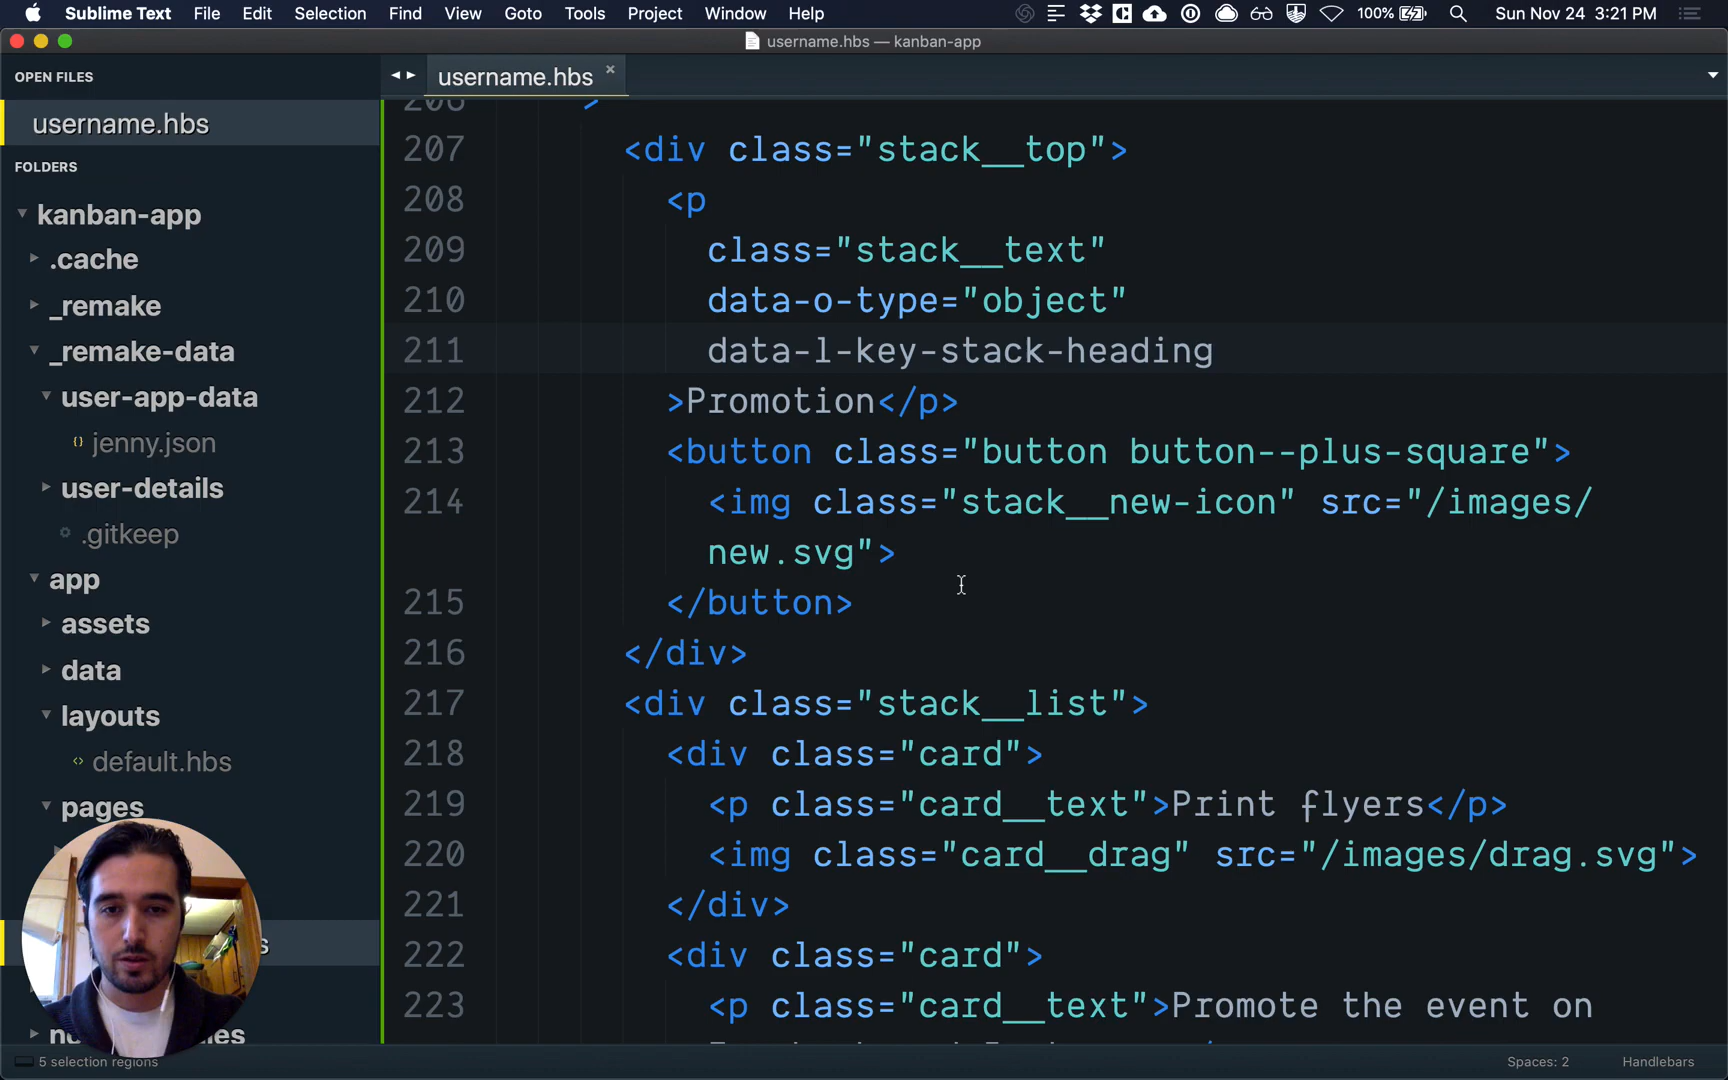 Sublime Text File Edit Selection Find View Goto Tools Project Window Help 100% Sun Nov 24 3:21 PM
username.hbs — kanban-app
OPEN FILES
username.hbs
username.hbs
FOLDERS
kanban-app
.cache
_remake
_remake-data
user-app-data
jenny.json
user-details
.gitkeep
app
assets
data
layouts
default.hbs
pages
206 >
207 <div class="stack__top">
208 <p
209 class="stack__text"
210 data-o-type="object"
211 data-l-key-stack-heading
212 >Promotion</p>
213 <button class="button button--plus-square">
214 <img class="stack__new-icon" src="/images/
new.svg">
215 </button>
216 </div>
217 <div class="stack__list">
218 <div class="card">
219 <p class="card__text">Print flyers</p>
220 <img class="card__drag" src="/images/drag.svg">
221 </div>
222 <div class="card">
223 <p class="card__text">Promote the event on
5 selection regions
Spaces: 2 Handlebars